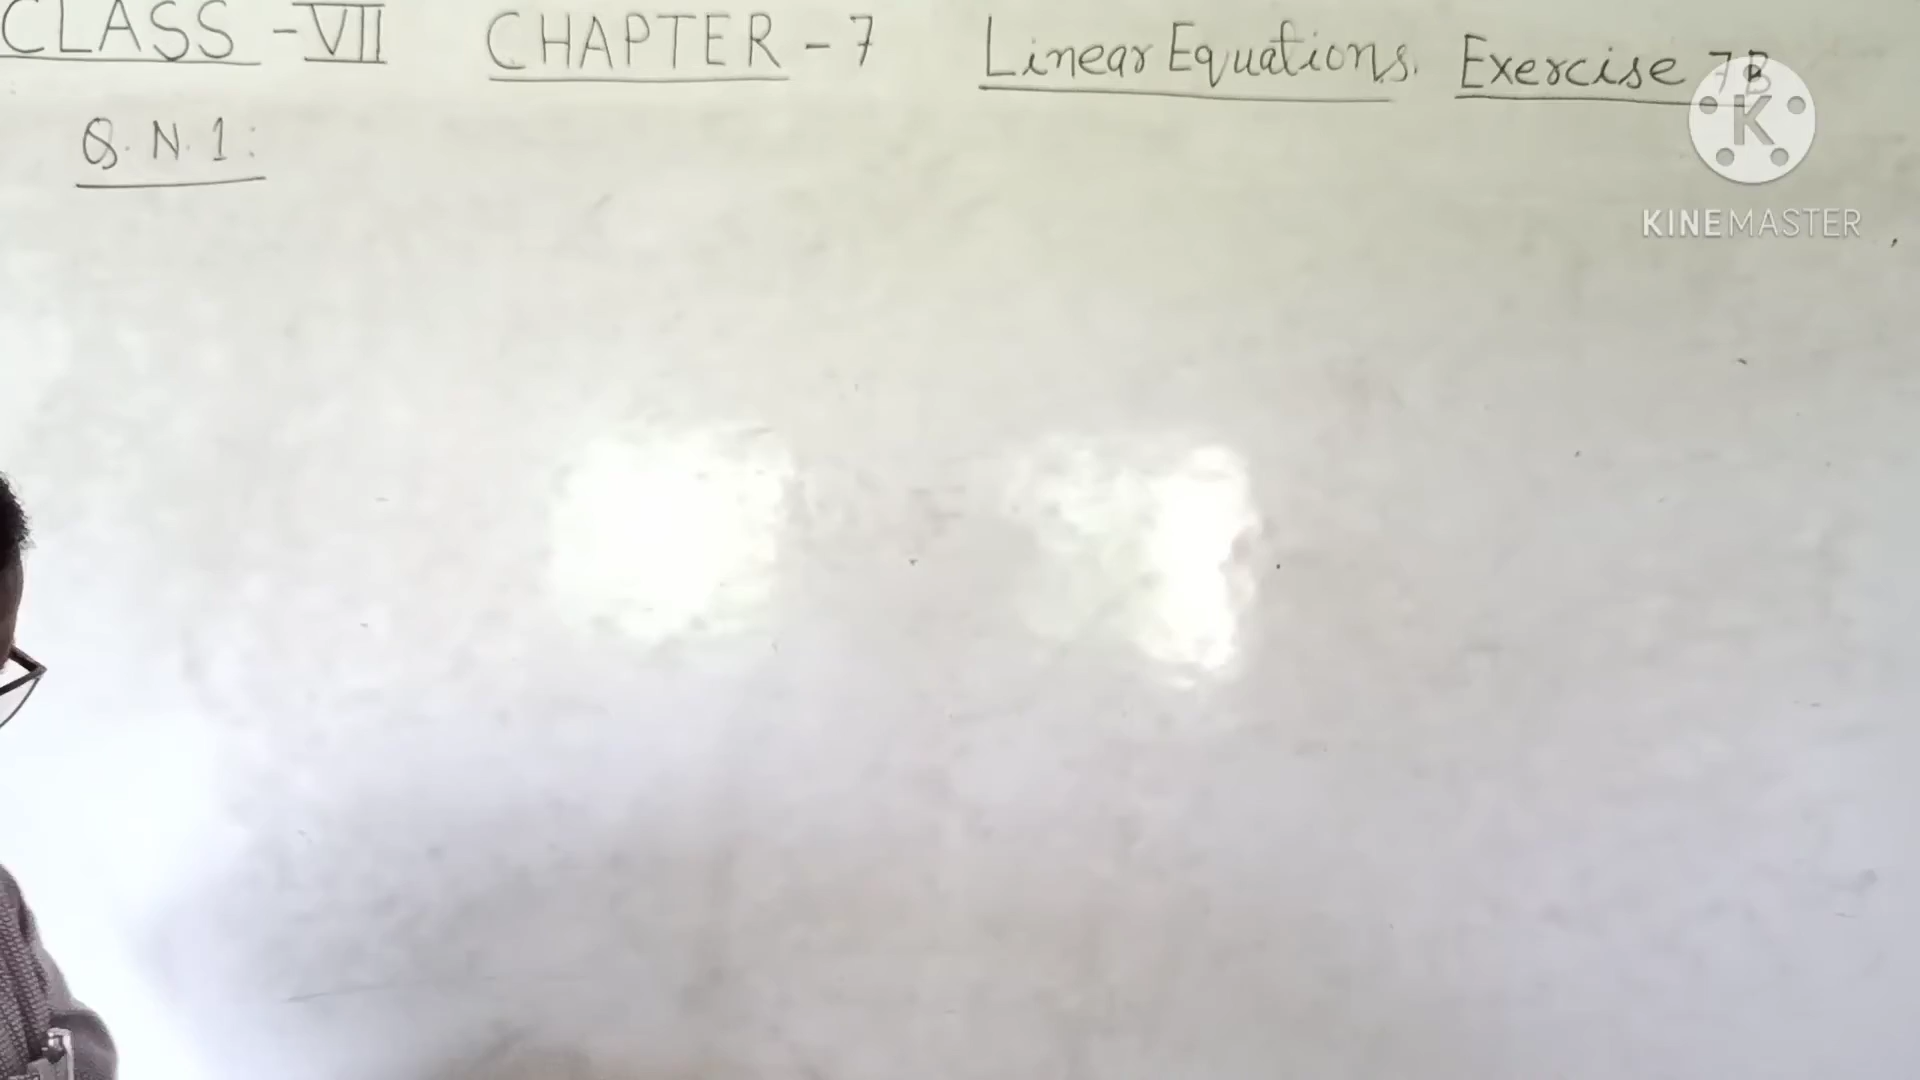 CLASS - VII CHAPTER - 7 Linear Equations. Exercise 7B
Q. N. 1:
K
KINEMASTER